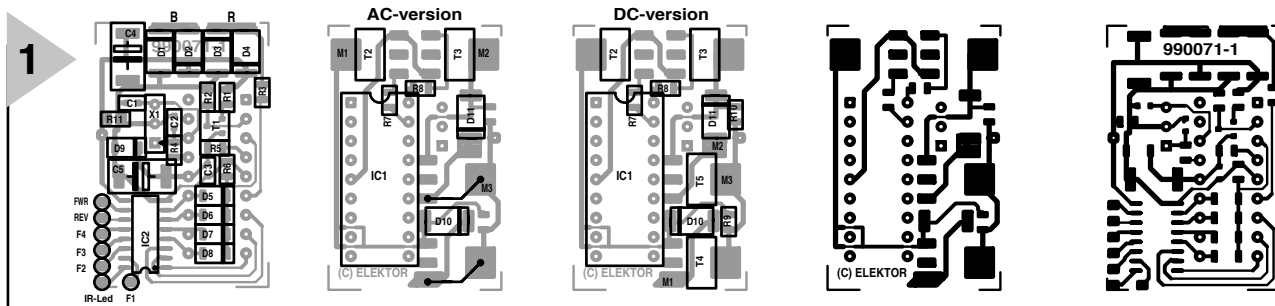 1
B R
C4
990071-1
D1 D2 D3 D4
R3
R2 R1
C1
R11 X1 C2 T1
D9 R4 R5
C5 C3 R6
D5
D6
D7
D8
FWR
REV
F4
F3
F2
IC2
IR-Led F1
AC-version
M1 T2 T3 M2
R8
R7
D11
IC1
M3
D10
(C) ELEKTOR
DC-version
T2 T3
R8
R7
D11 R10
M2
IC1
T5 M3
D10 R9
T4
M1
(C) ELEKTOR
(C) ELEKTOR
990071-1